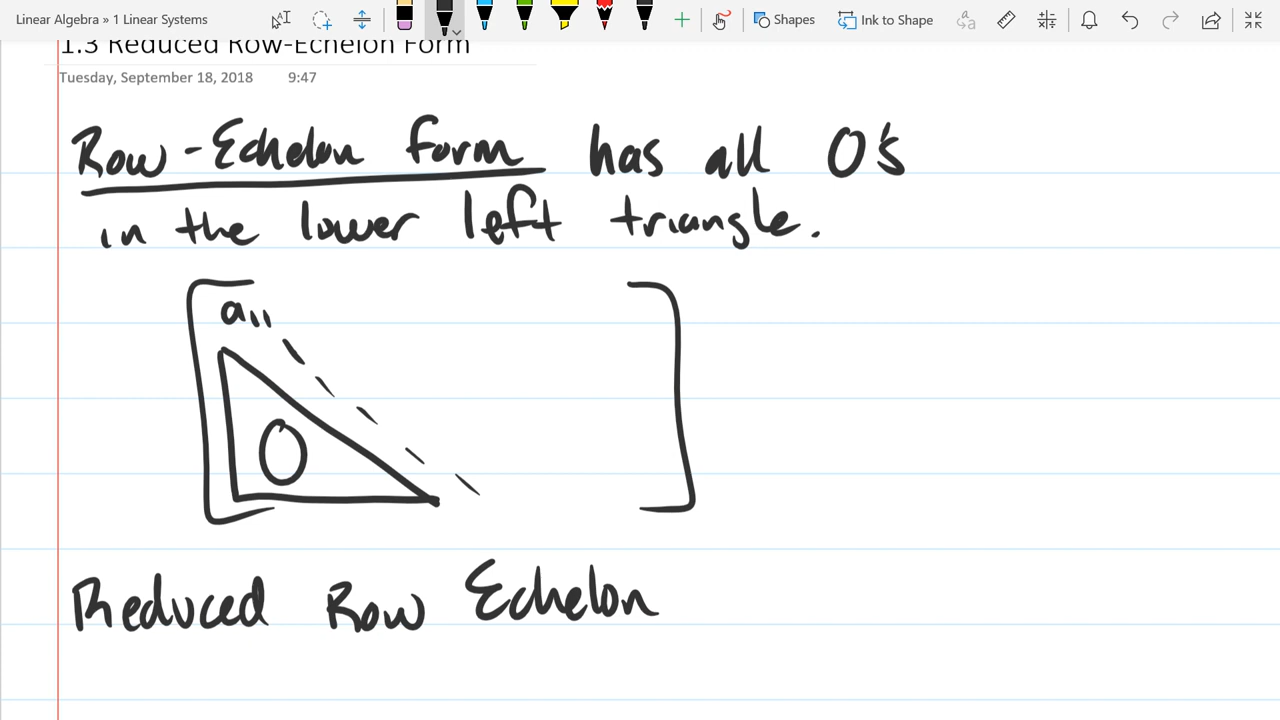 Linear Algebra » 1 Linear Systems
Shapes
Ink to Shape
1.3 Reduced Row-Echelon Form
Tuesday, September 18, 2018 9:47
Row-Echelon form has all 0's
in the lower left triangle.
a11
0
Reduced Row Echelon